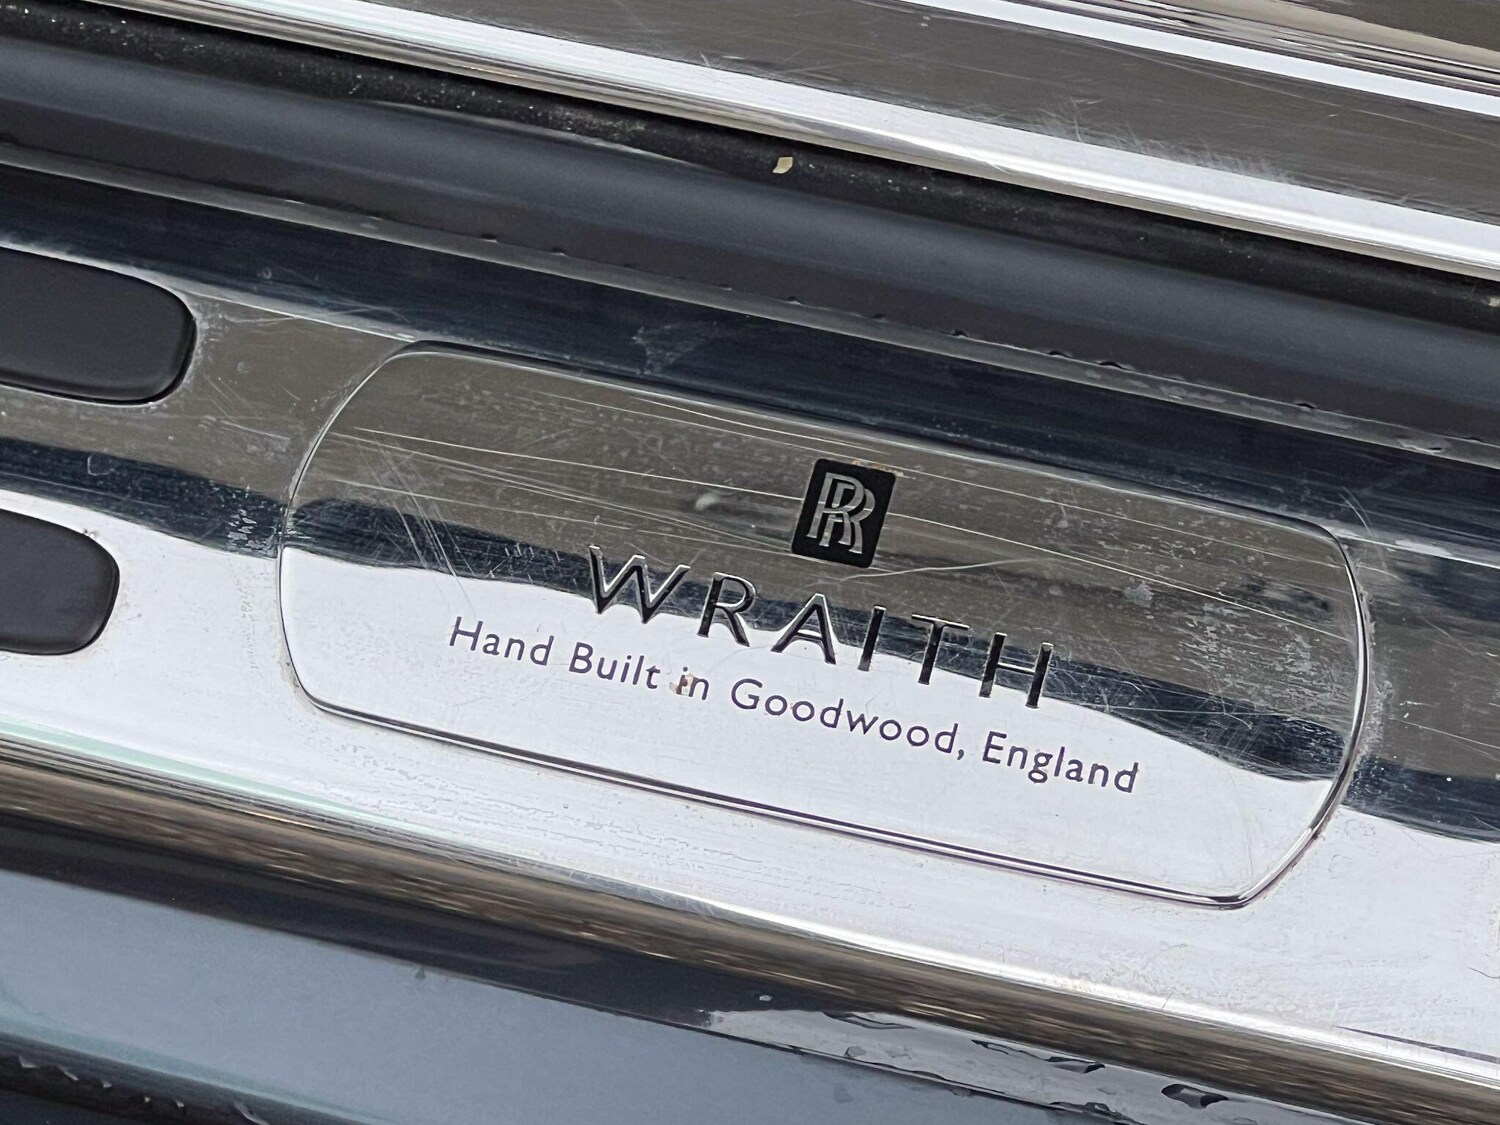 RR
WRAITH
Hand Built in Goodwood, England